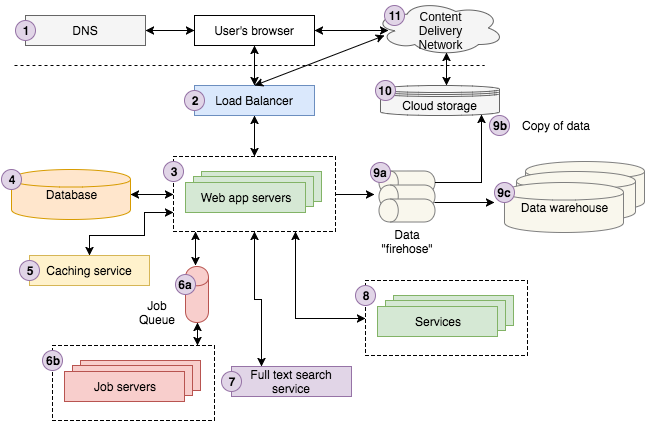 1
DNS
User's browser
11
Content
Delivery
Network
2
Load Balancer
10
Cloud storage
9b
Copy of data
3
Web app servers
4
Database
9a
Data
"firehose"
9c
Data warehouse
5
Caching service
6a
Job
Queue
8
Services
6b
Job servers
7
Full text search
service